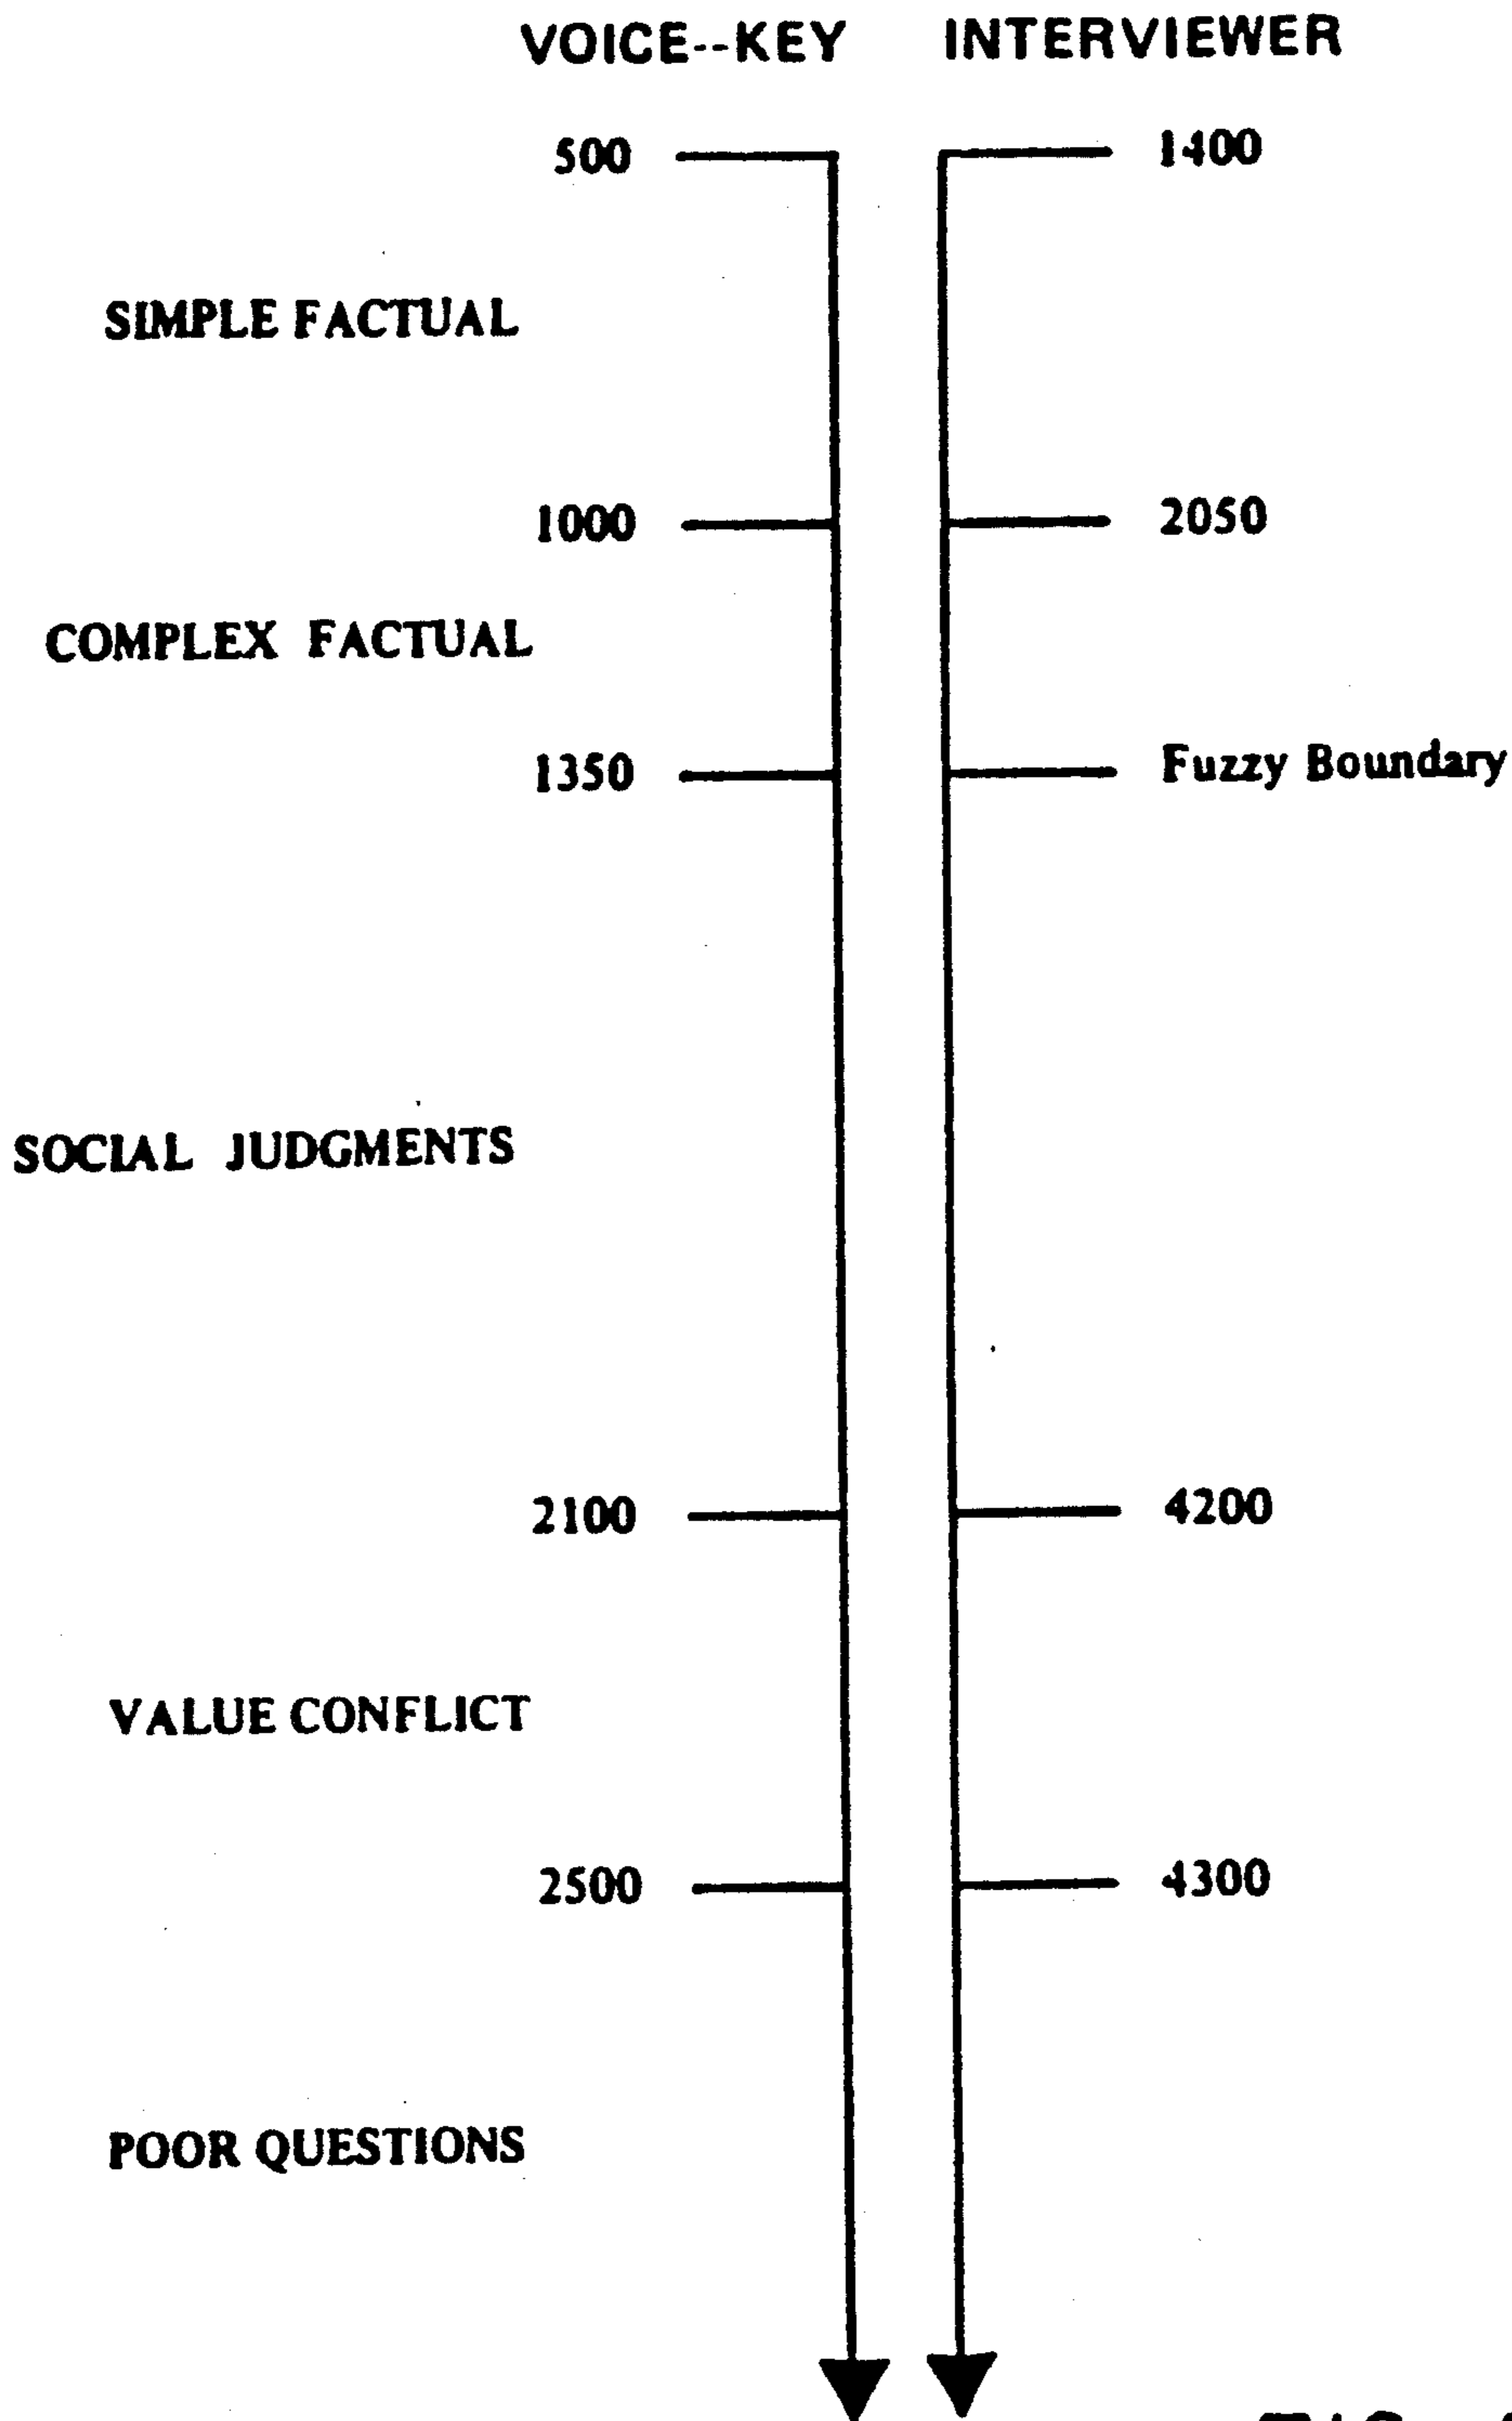 VOICE--KEY INTERVIEWER
500 1400
SIMPLE FACTUAL
1000 2050
COMPLEX FACTUAL
1350 Fuzzy Boundary
SOCIAL JUDGMENTS
2100 4200
VALUE CONFLICT
2500 4300
POOR QUESTIONS